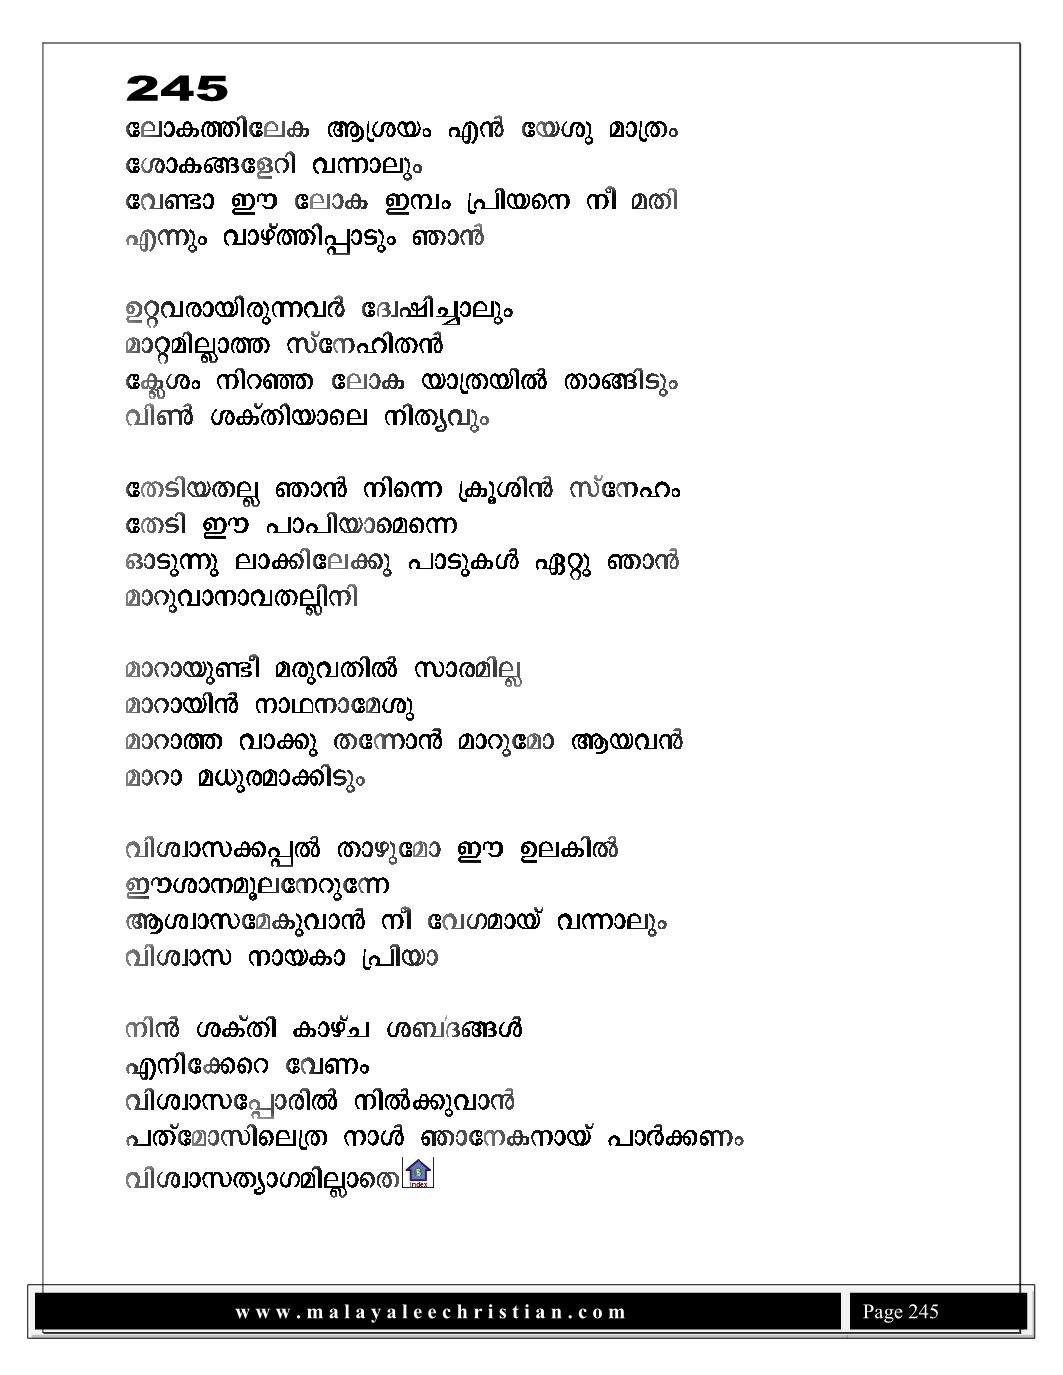 245
ലോകത്തിലേക ആശ്രയം എൻ യേശു മാത്രം
ശോകങ്ങളേറി വന്നാലും
വേണ്ടാ ഈ ലോക ഇമ്പം പ്രിയനെ നീ മതി
എന്നും വാഴ്ത്തിപ്പാടും ഞാൻ

ഉറ്റവരായിരുന്നവർ ദ്വേഷിച്ചാലും
മാറ്റമില്ലാത്ത സ്നേഹിതൻ
ക്ലേശം നിറഞ്ഞ ലോക യാത്രയിൽ താങ്ങിടും
വിൺ ശക്തിയാലെ നിത്യവും

തേടിയതല്ല ഞാൻ നിന്നെ ക്രൂശിൻ സ്നേഹം
തേടി ഈ പാപിയാമെന്നെ
ഓടുന്നു ലാക്കിലേക്കു പാടുകൾ ഏറ്റു ഞാൻ
മാറുവാനാവതല്ലിനി

മാറായുണ്ടീ മരുവതിൽ സാരമില്ല
മാറായിൻ നാഥനാമേശു
മാറാത്ത വാക്കു തന്നോൻ മാറുമോ ആയവൻ
മാറാ മധുരമാക്കിടും

വിശ്വാസക്കപ്പൽ താഴുമോ ഈ ഉലകിൽ
ഈശാനമൂലനേറുന്നേ
ആശ്വാസമേകുവാൻ നീ വേഗമായ് വന്നാലും
വിശ്വാസ നായകാ പ്രിയാ

നിൻ ശക്തി കാഴ്ച ശബ്ദങ്ങൾ
എനിക്കേറെ വേണം
വിശ്വാസപ്പോരിൽ നിൽക്കുവാൻ
പത്മോസിലെത്ര നാൾ ഞാനേകനായ് പാർക്കണം
വിശ്വാസത്യാഗമില്ലാതെ
Index
www.malayaleechristian.com
Page 245